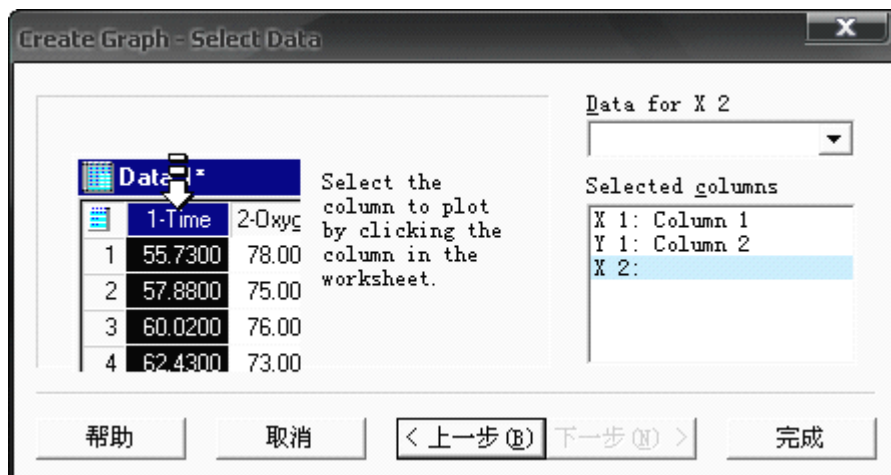 Create Graph - Select Data
X
Data for X 2
Select the
column to plot
by clicking the
column in the
worksheet.
1-Time 2-Oxyg
1 55.7300 78.00
2 57.8800 75.00
3 60.0200 76.00
4 62.4300 73.00
Selected columns
X 1: Column 1
Y 1: Column 2
X 2:
帮助 取消 < 上一步(B) 下一步(N) > 完成